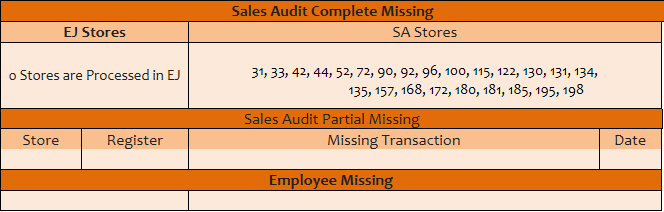 Sales Audit Complete Missing
EJ Stores
SA Stores
0 Stores are Processed in EJ
31, 33, 42, 44, 52, 72, 90, 92, 96, 100, 115, 122, 130, 131, 134,
135, 157, 168, 172, 180, 181, 185, 195, 198
Sales Audit Partial Missing
Store
Register
Missing Transaction
Date
Employee Missing